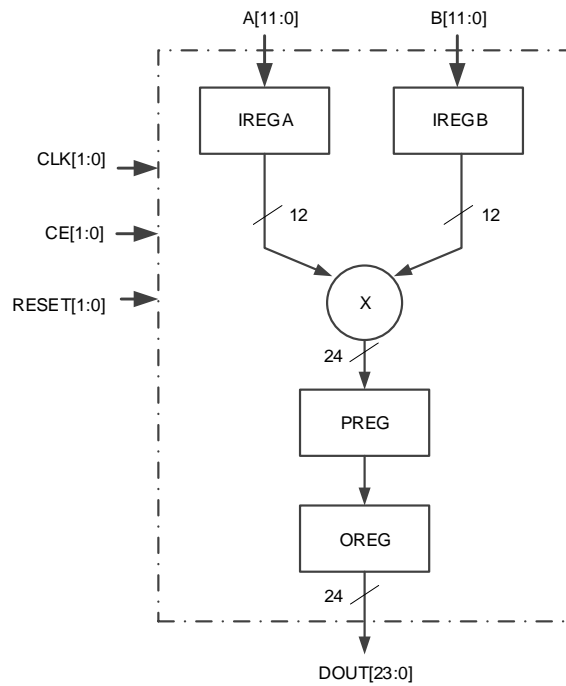 A[11:0]
B[11:0]
IREGA
IREGB
CLK[1:0]
12
12
CE[1:0]
RESET[1:0]
X
24
PREG
OREG
24
DOUT[23:0]